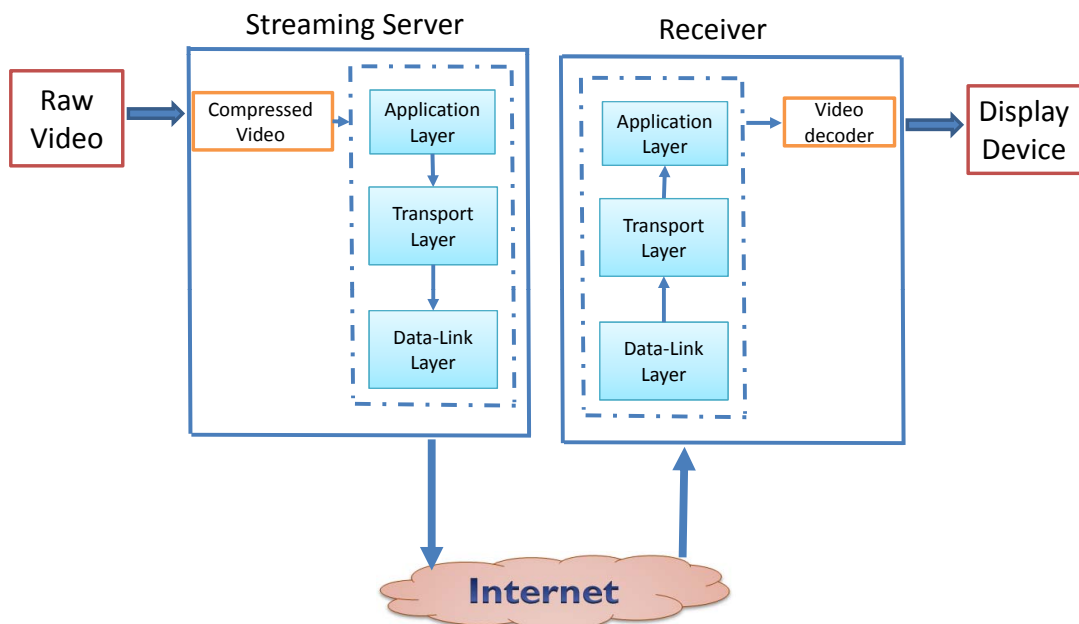 Streaming Server
Receiver
Raw
Video
Compressed
Video
Application
Layer
Transport
Layer
Data-Link
Layer
Application
Layer
Transport
Layer
Data-Link
Layer
Video
decoder
Display
Device
Internet